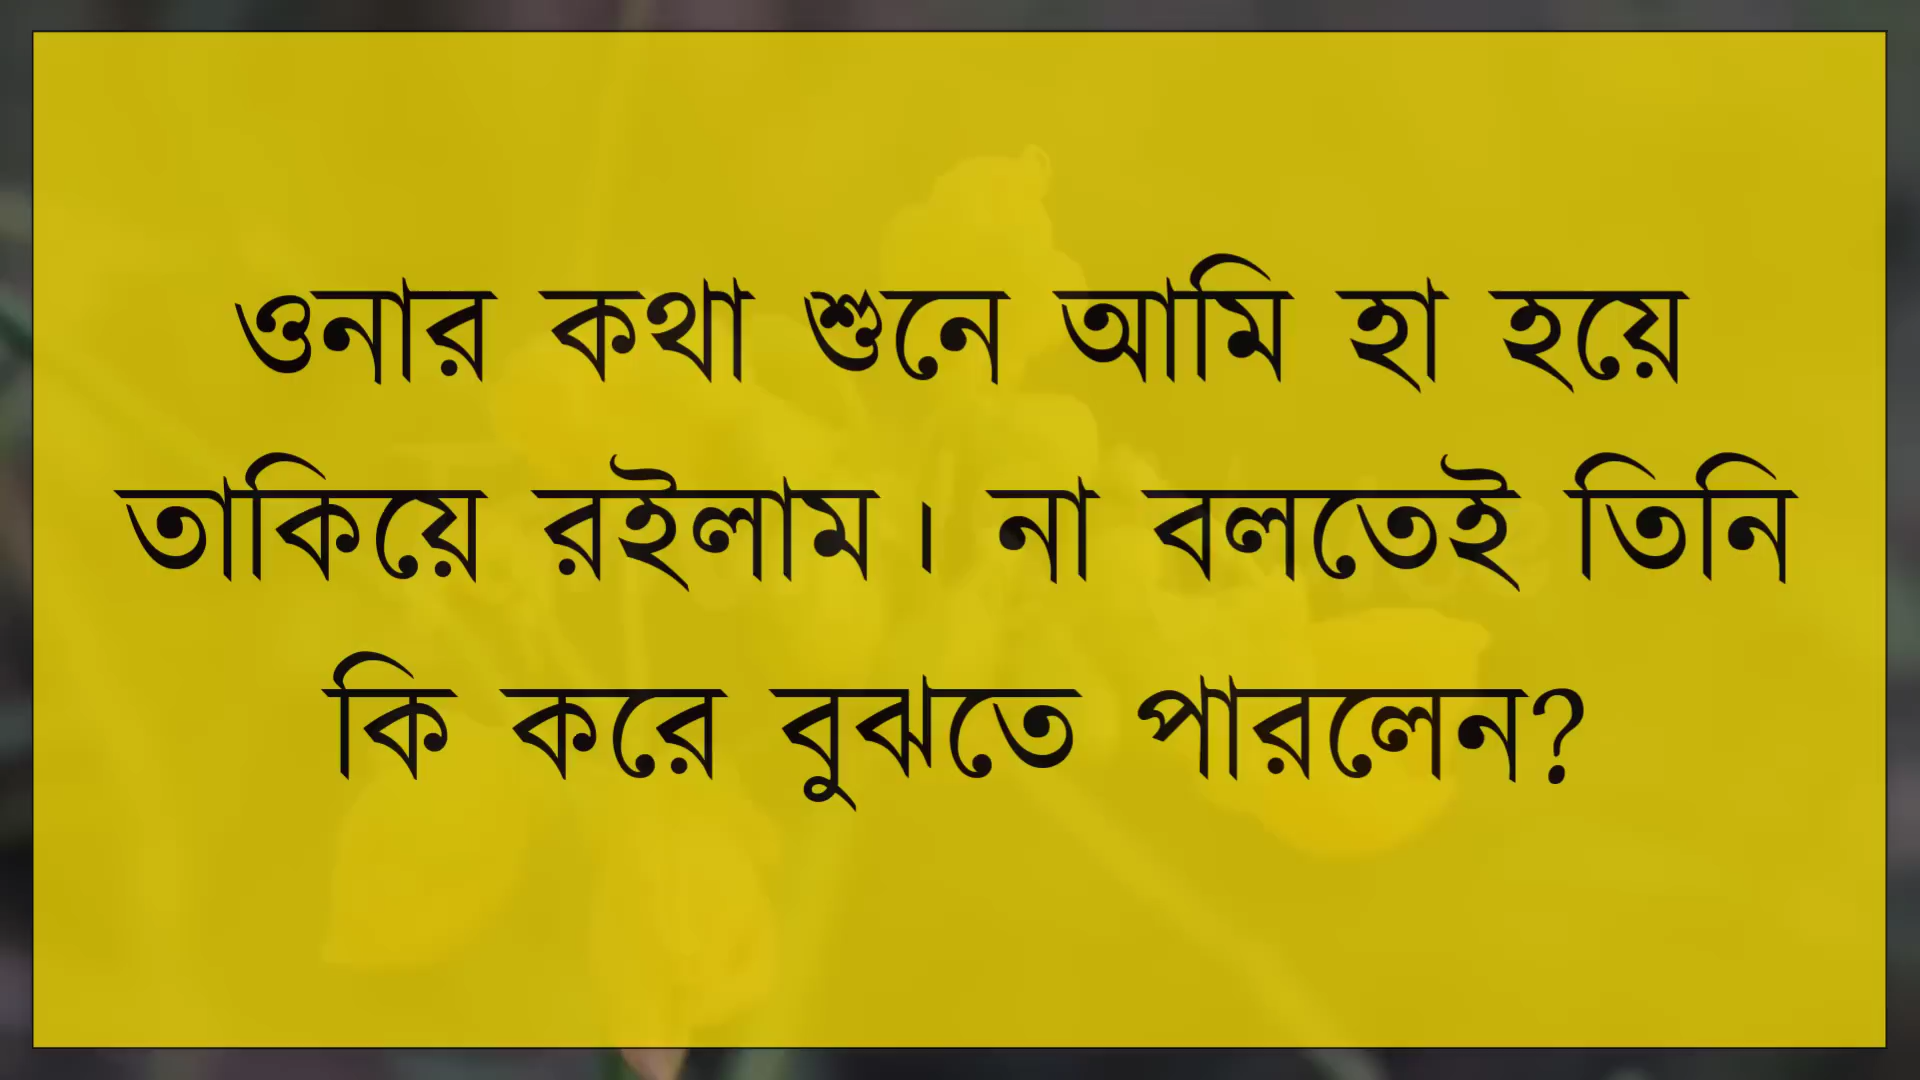 ওনার কথা শুনে আমি হা হয়ে
তাকিয়ে রইলাম। না বলতেই তিনি
কি করে বুঝতে পারলেন?